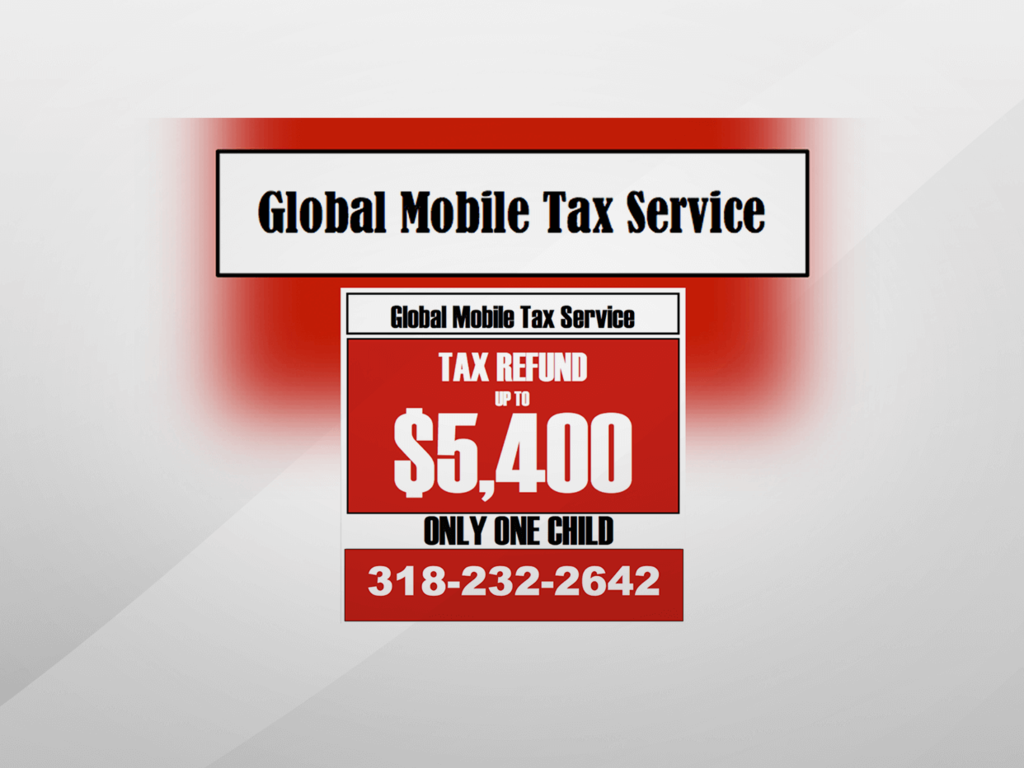 Global Mobile Tax Service
Global Mobile Tax Service
TAX REFUND
UP TO
$5,400
ONLY ONE CHILD
318-232-2642